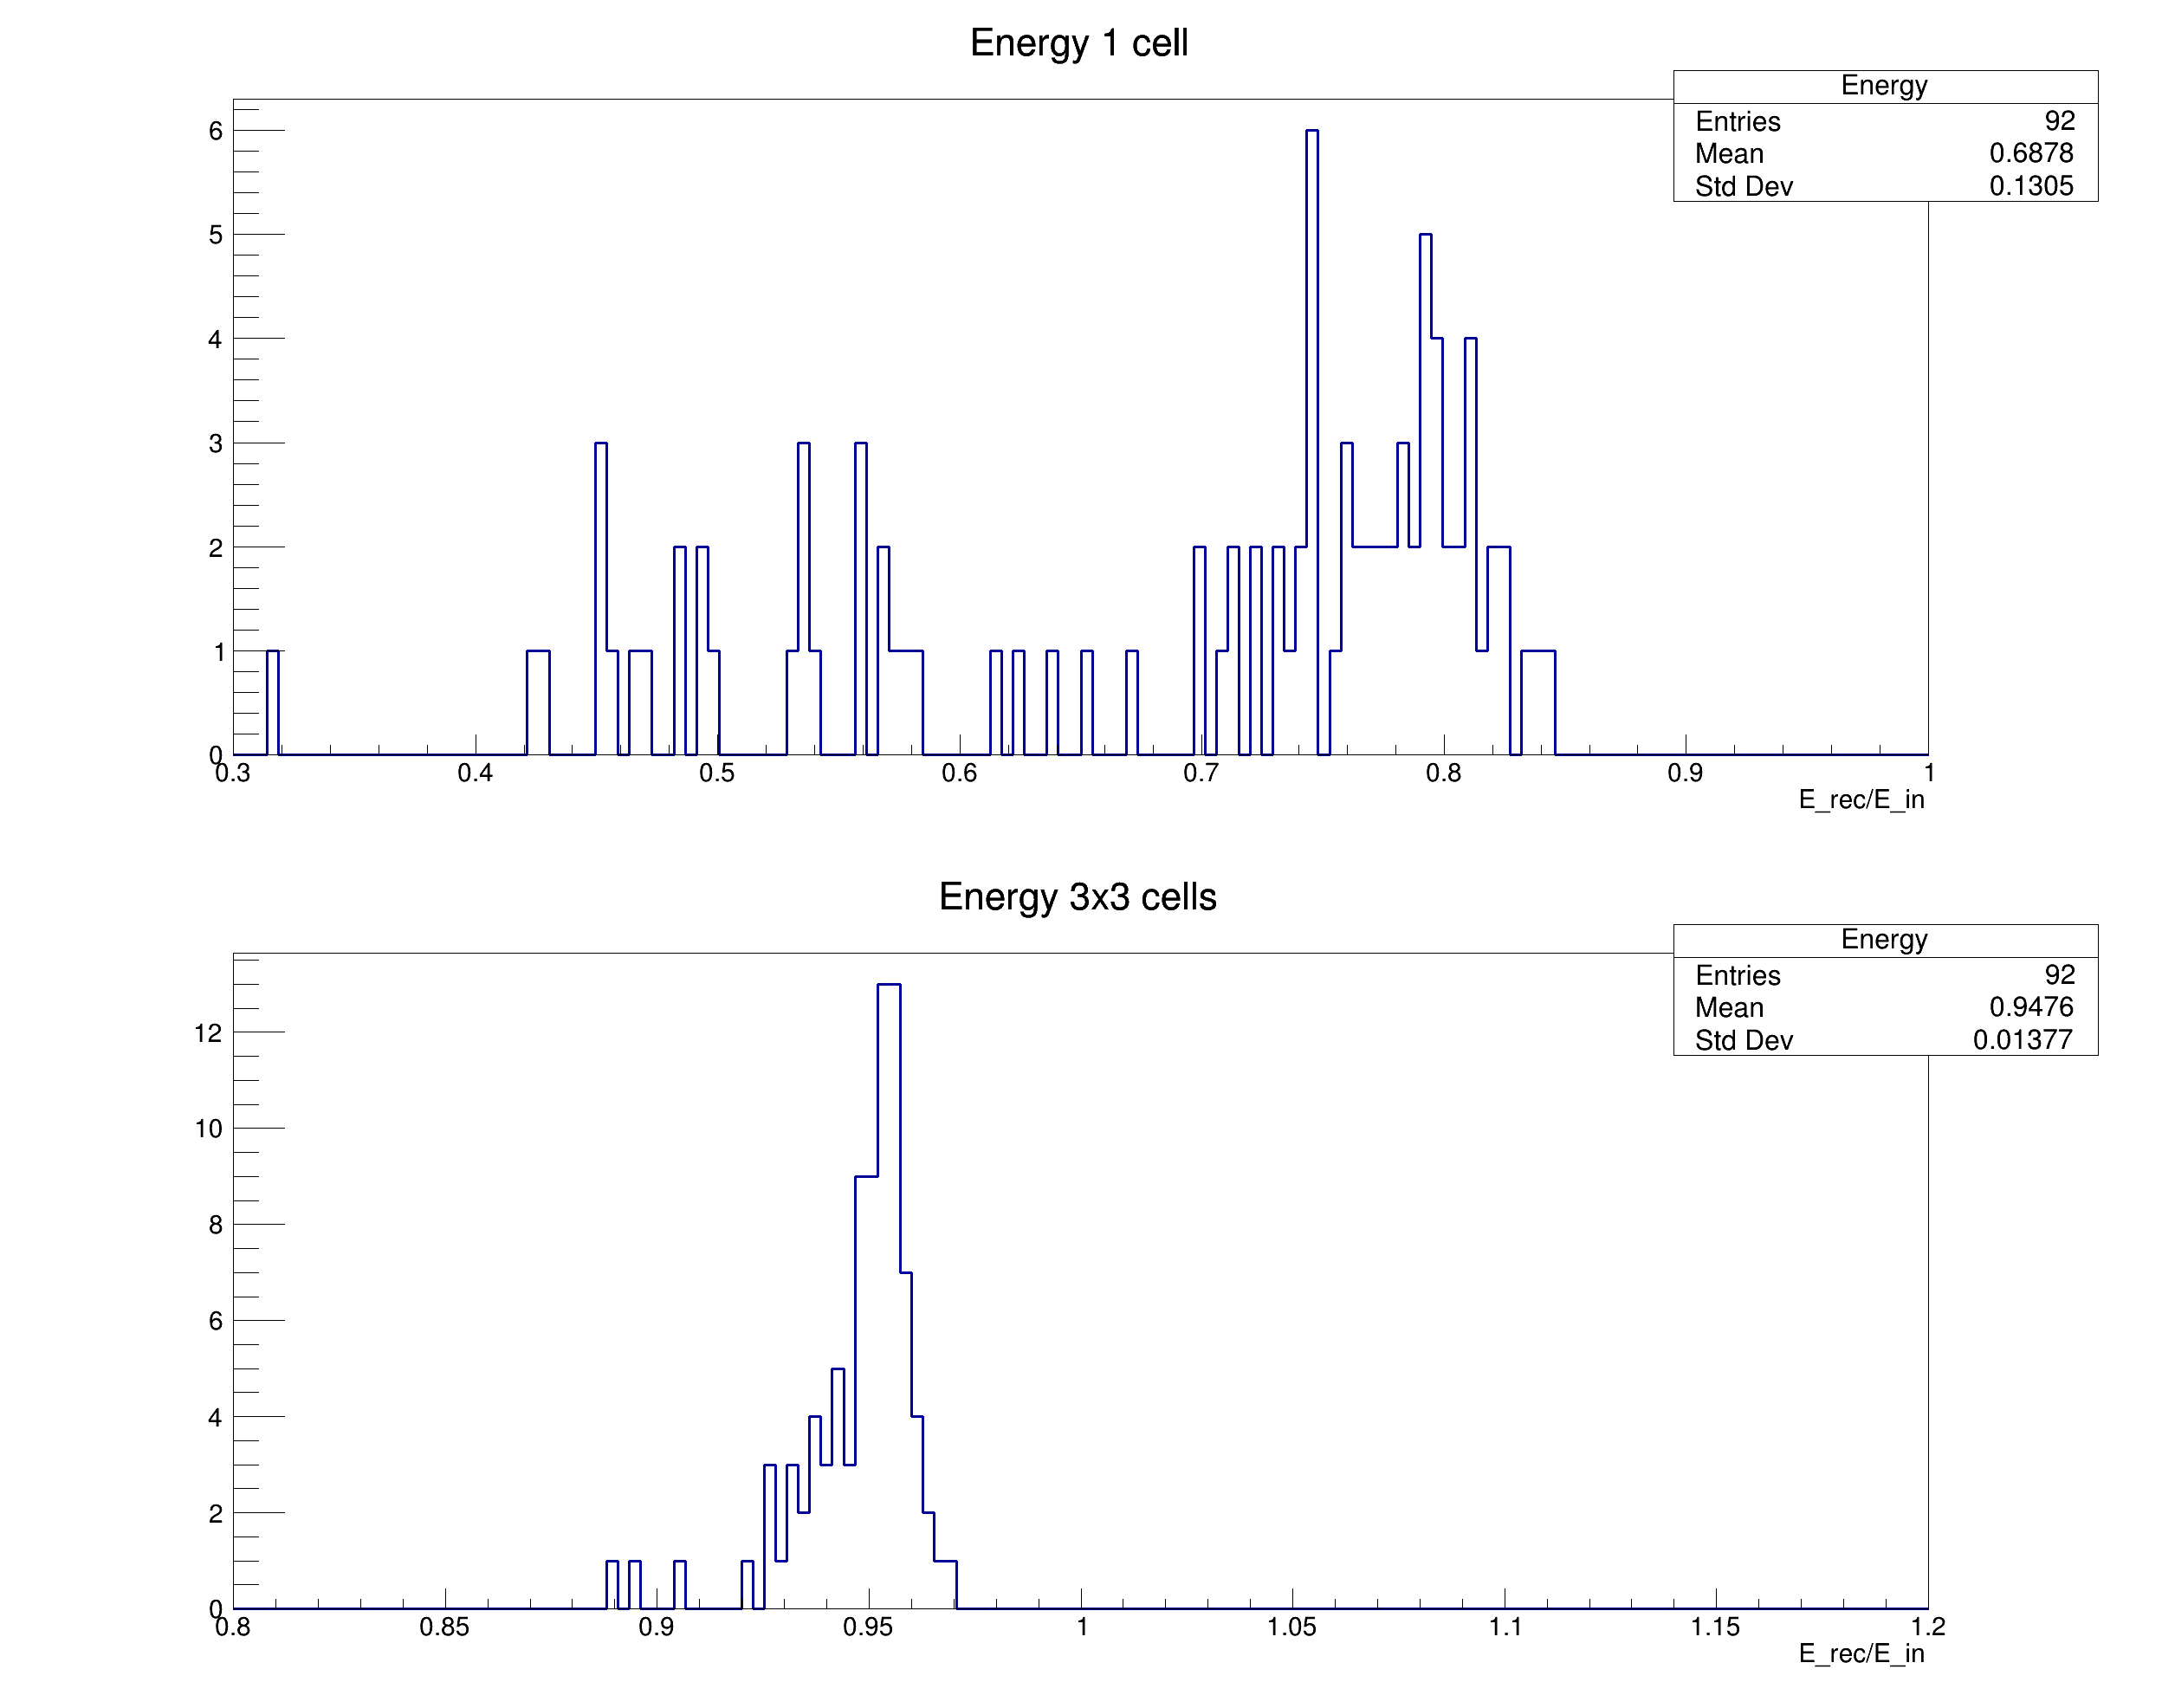 Energy 1 cell
Energy
Entries 92
Mean 0.6878
Std Dev 0.1305
6
5
4
3
2
1
0
0.3 0.4 0.5 0.6 0.7 0.8 0.9 1
E_rec/E_in
Energy 3x3 cells
Energy
Entries 92
Mean 0.9476
Std Dev 0.01377
12
10
8
6
4
2
0
0.8 0.85 0.9 0.95 1 1.05 1.1 1.15 1.2
E_rec/E_in